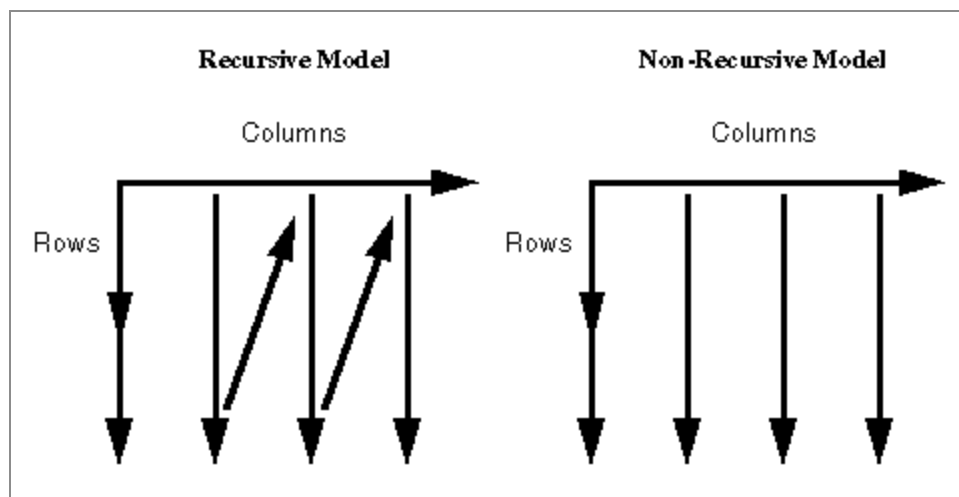 Recursive Model
Non-Recursive Model
Columns
Columns
Rows
Rows